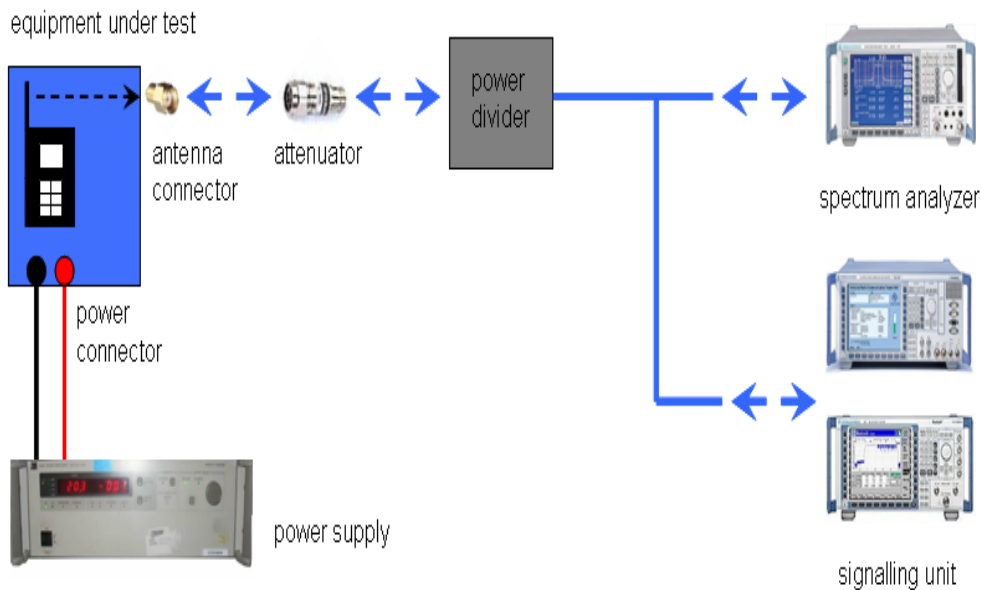 equipment under test
power
divider
antenna
connector
attenuator
spectrum analyzer
power
connector
power supply
signalling unit